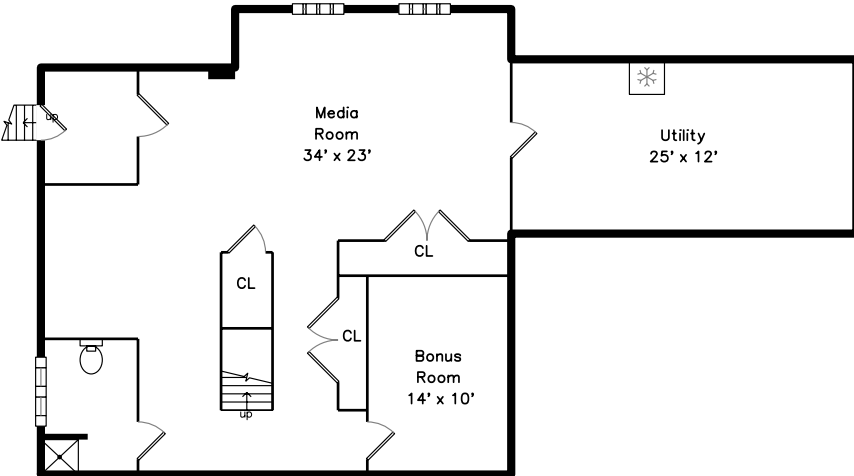 up
Media
Room
34' x 23'
Utility
25' x 12'
CL
CL
CL
Bonus
Room
14' x 10'
up